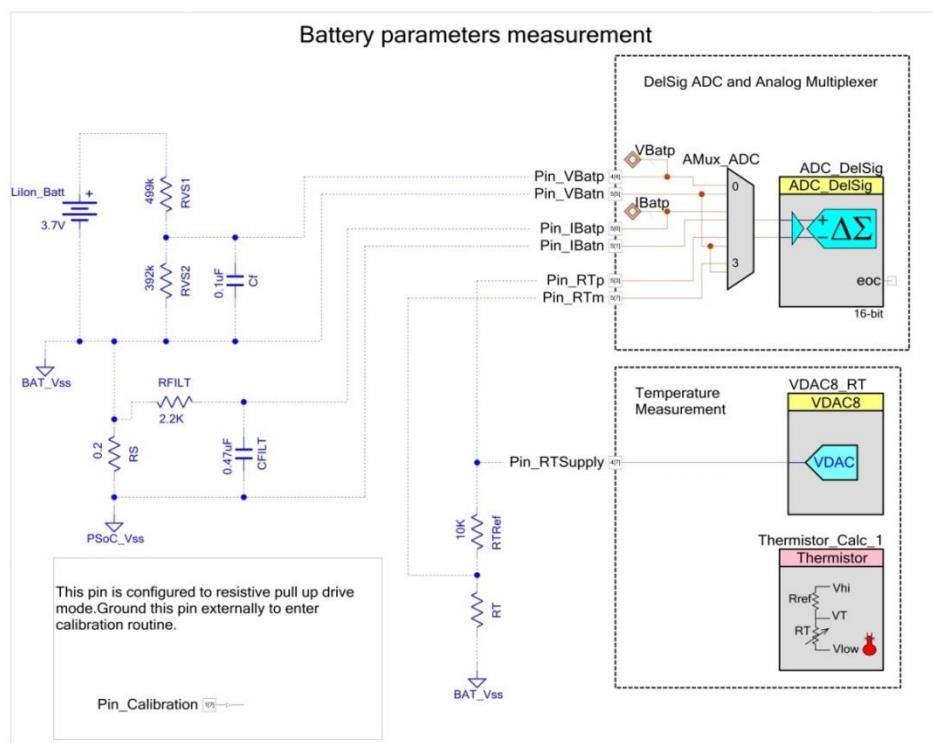 Battery parameters measurement
DelSig ADC and Analog Multiplexer
VBatp
AMux_ADC
ADC_DelSig
ADC_DelSig
LiIon_Batt
+
3.7V
499k
RVS1
392k
RVS2
0.1uF
Cf
Pin_VBatp
Pin_VBatn
IBatp
Pin_IBatp
Pin_IBatn
Pin_RTp
Pin_RTm
0
3
+
−
ΔΣ
eoc
16-bit
BAT_Vss
RFILT
2.2K
0.2
RS
0.47uF
CFILT
PSoC_Vss
Temperature
Measurement
VDAC8_RT
VDAC8
VDAC
Pin_RTSupply
10K
RTRef
RT
BAT_Vss
Thermistor_Calc_1
Thermistor
Vhi
Rref
VT
RT
Vlow
This pin is configured to resistive pull up drive
mode.Ground this pin externally to enter
calibration routine.
Pin_Calibration